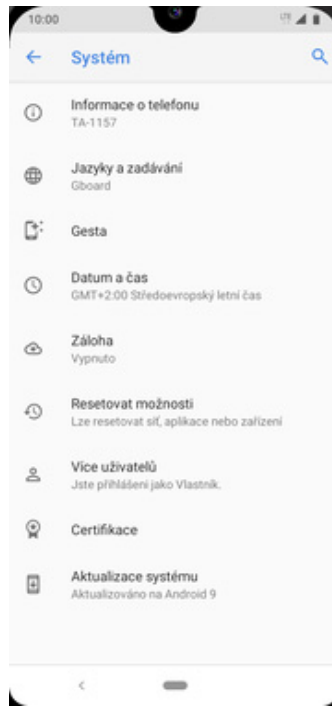 10:00
LTE
Systém
Informace o telefonu
TA-1157
Jazyky a zadávání
Gboard
Gesta
Datum a čas
GMT+2:00 Středoevropský letní čas
Záloha
Vypnuto
Resetovat možnosti
Lze resetovat síť, aplikace nebo zařízení
Více uživatelů
Jste přihlášeni jako Vlastník.
Certifikace
Aktualizace systému
Aktualizováno na Android 9